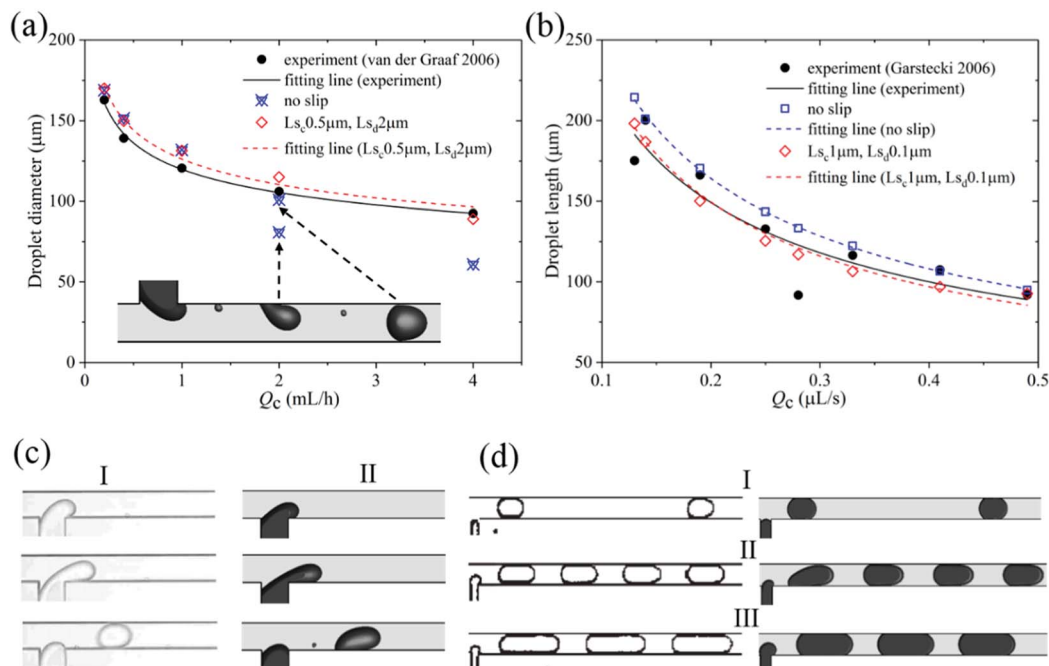 (a)
200
150
100
50
0
0
1
2
3
4
Droplet diameter (μm)
Qc (mL/h)
experiment (van der Graaf 2006)
fitting line (experiment)
no slip
Lsc0.5μm, Lsd2μm
fitting line (Lsc0.5μm, Lsd2μm)
(b)
250
200
150
100
50
0.1
0.2
0.3
0.4
0.5
Droplet length (μm)
Qc (μL/s)
experiment (Garstecki 2006)
fitting line (experiment)
no slip
fitting line (no slip)
Lsc1μm, Lsd0.1μm
fitting line (Lsc1μm, Lsd0.1μm)
(c)
I
II
(d)
I
II
III